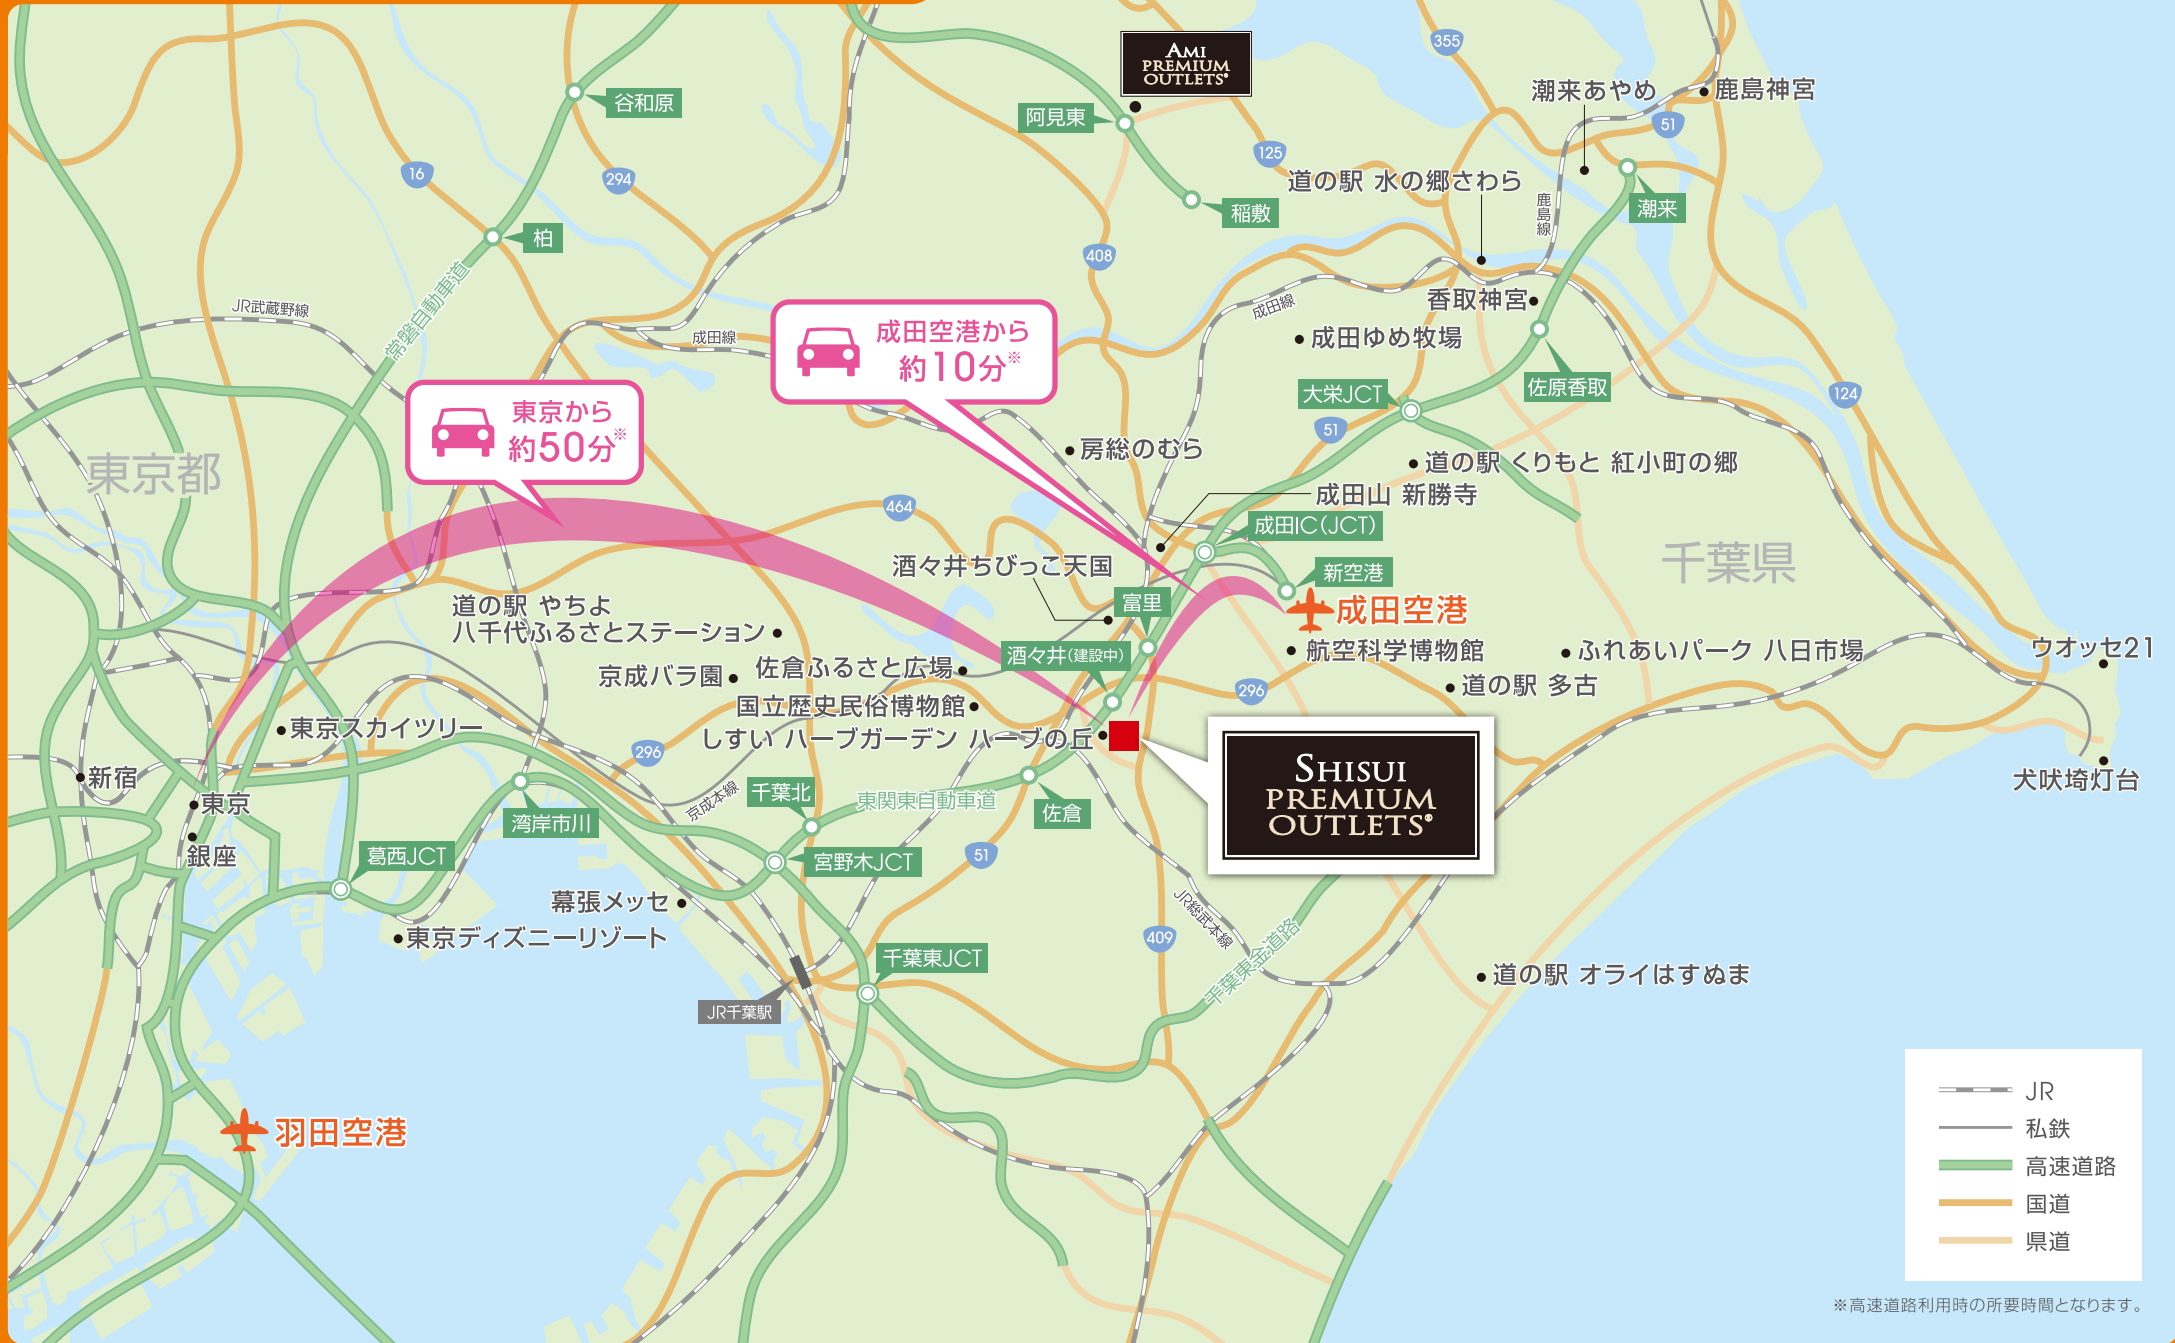 AMI
PREMIUM
OUTLETS®
355
潮来あやめ
鹿島神宮
谷和原
阿見東
51
125
16
294
道の駅 水の郷さわら
稲敷
潮来
鹿島線
柏
408
常磐自動車道
JR武蔵野線
成田線
成田線
香取神宮
成田ゆめ牧場
成田空港から
約10分※
東京から
約50分※
大栄JCT
佐原香取
124
51
房総のむら
道の駅 くりもと 紅小町の郷
東京都
成田山 新勝寺
464
成田IC(JCT)
千葉県
酒々井ちびっこ天国
新空港
富里
成田空港
道の駅 やちよ
八千代ふるさとステーション
航空科学博物館
ふれあいパーク 八日市場
ウオッセ21
酒々井(建設中)
佐倉ふるさと広場
京成バラ園
296
道の駅 多古
国立歴史民俗博物館
東京スカイツリー
しすい ハーブガーデン ハーブの丘
296
SHISUI
PREMIUM
OUTLETS®
新宿
東京
犬吠埼灯台
千葉北
京成本線
東関東自動車道
佐倉
湾岸市川
銀座
葛西JCT
宮野木JCT
51
幕張メッセ
JR総武本線
東京ディズニーリゾート
409
千葉東JCT
千葉東金道路
道の駅 オライはすぬま
JR千葉駅
羽田空港
JR
私鉄
高速道路
国道
県道
※高速道路利用時の所要時間となります。